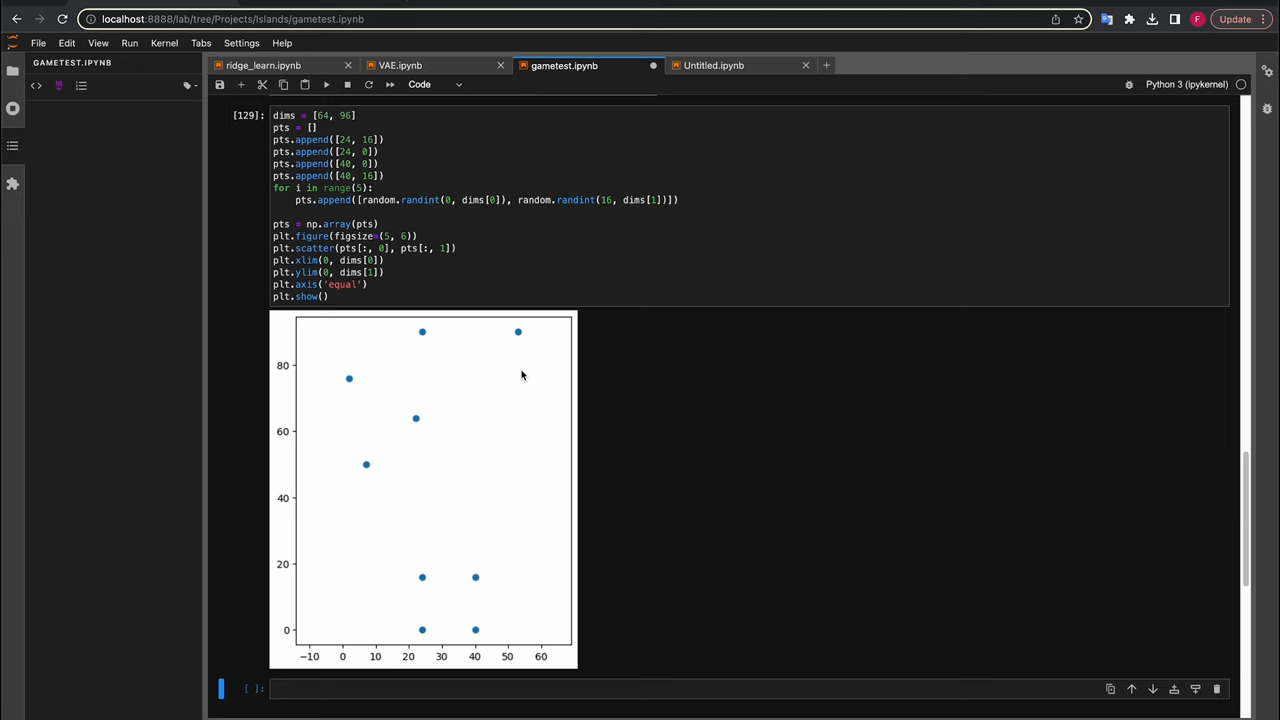 localhost:8888/lab/tree/Projects/Islands/gametest.ipynb
F
Update
File Edit View Run Kernel Tabs Settings Help
GAMETEST.IPYNB
ridge_learn.ipynb
VAE.ipynb
gametest.ipynb
Untitled.ipynb
Code
Python 3 (ipykernel)
[129]:
dims = [64, 96]
pts = []
pts.append([24, 16])
pts.append([24, 0])
pts.append([40, 0])
pts.append([40, 16])
for i in range(5):
pts.append([random.randint(0, dims[0]), random.randint(16, dims[1])])
pts = np.array(pts)
plt.figure(figsize=(5, 6))
plt.scatter(pts[:, 0], pts[:, 1])
plt.xlim(0, dims[0])
plt.ylim(0, dims[1])
plt.axis('equal')
plt.show()
80
60
40
20
0
−10 0 10 20 30 40 50 60
[ ]: